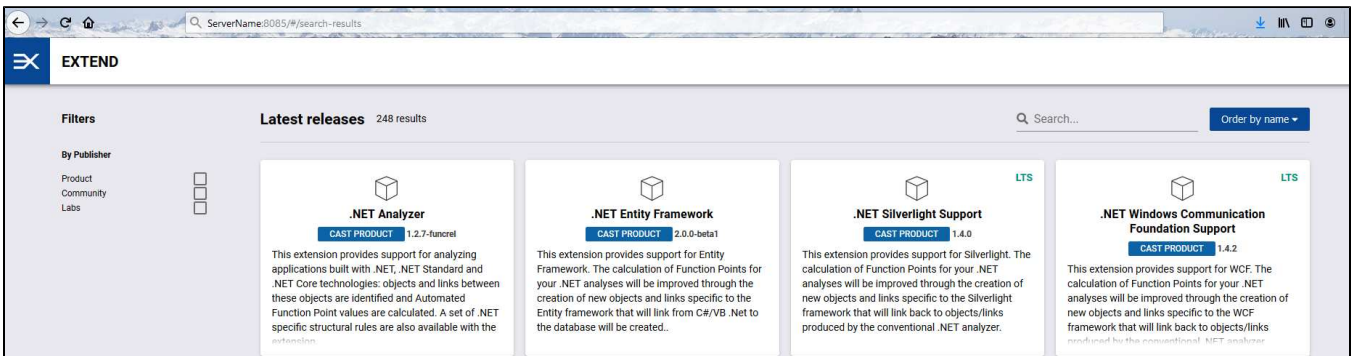 ServerName:8085/#/search-results
EXTEND
Filters
By Publisher
Product
Community
Labs
Latest releases 248 results
Search...
Order by name
.NET Analyzer
CAST PRODUCT 1.2.7-funcrel
This extension provides support for analyzing
applications built with .NET, .NET Standard and
.NET Core technologies: objects and links between
these objects are identified and Automated
Function Point values are calculated. A set of .NET
specific structural rules are also available with the
extension.
.NET Entity Framework
CAST PRODUCT 2.0.0-beta1
This extension provides support for Entity
Framework. The calculation of Function Points for
your .NET analyses will be improved through the
creation of new objects and links specific to the
Entity framework that will link from C#/VB .Net to
the database will be created..
LTS
.NET Silverlight Support
CAST PRODUCT 1.4.0
This extension provides support for Silverlight. The
calculation of Function Points for your .NET
analyses will be improved through the creation of
new objects and links specific to the Silverlight
framework that will link back to objects/links
produced by the conventional .NET analyzer.
LTS
.NET Windows Communication
Foundation Support
CAST PRODUCT 1.4.2
This extension provides support for WCF. The
calculation of Function Points for your .NET
analyses will be improved through the creation of
new objects and links specific to the WCF
framework that will link back to objects/links
produced by the conventional .NET analyzer